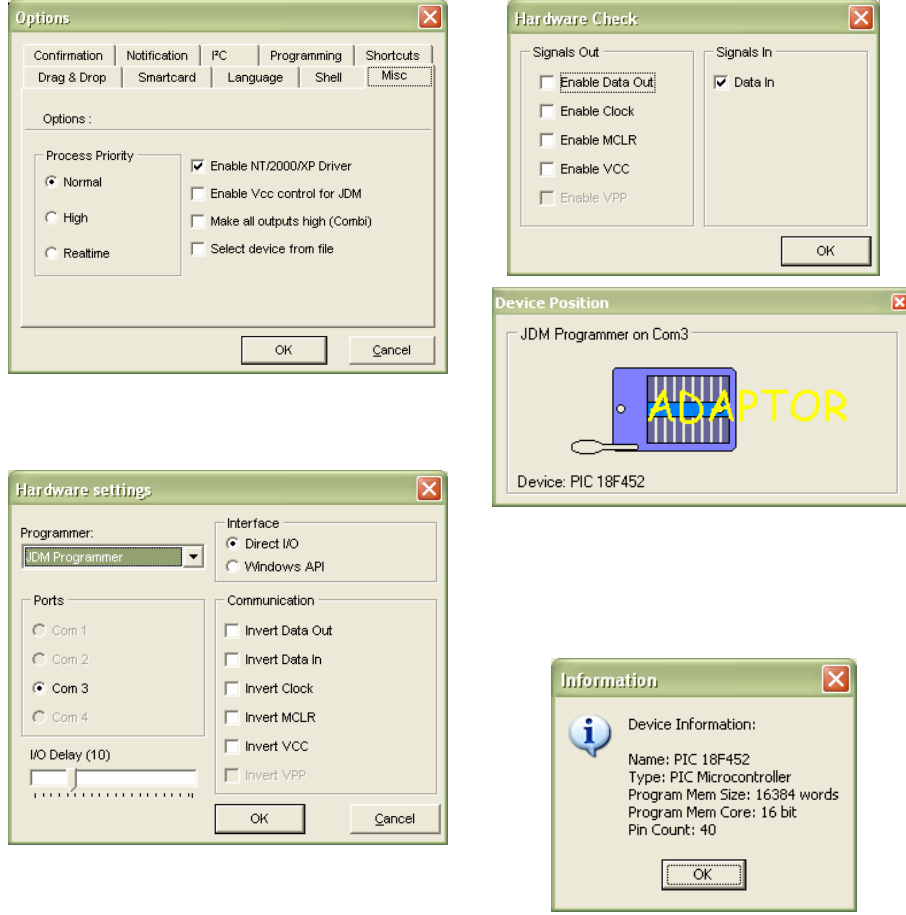 Options
Confirmation Notification I²C Programming Shortcuts
Drag & Drop Smartcard Language Shell Misc
Options :
Process Priority
Normal
High
Realtime
Enable NT/2000/XP Driver
Enable Vcc control for JDM
Make all outputs high (Combi)
Select device from file
OK Cancel
Hardware Check
Signals Out
Enable Data Out
Enable Clock
Enable MCLR
Enable VCC
Enable VPP
Signals In
Data In
OK
Device Position
JDM Programmer on Com3
ADAPTOR
Device: PIC 18F452
Hardware settings
Programmer:
JDM Programmer
Interface
Direct I/O
Windows API
Ports
Com 1
Com 2
Com 3
Com 4
I/O Delay (10)
Communication
Invert Data Out
Invert Data In
Invert Clock
Invert MCLR
Invert VCC
Invert VPP
OK Cancel
Information
Device Information:
Name: PIC 18F452
Type: PIC Microcontroller
Program Mem Size: 16384 words
Program Mem Core: 16 bit
Pin Count: 40
OK